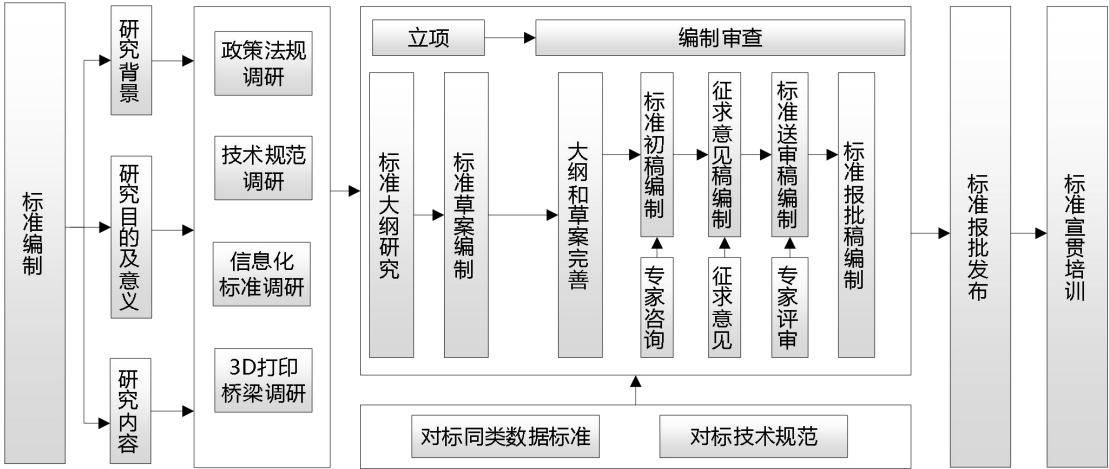 标准编制
研究背景
研究目的及意义
研究内容
政策法规
调研
技术规范
调研
信息化
标准调研
3D打印
桥梁调研
立项
编制审查
标准大纲研究
标准草案编制
大纲和草案完善
标准初稿编制
专家咨询
征求意见稿编制
征求意见
标准送审稿编制
专家评审
标准报批稿编制
对标同类数据标准
对标技术规范
标准报批发布
标准宣贯培训